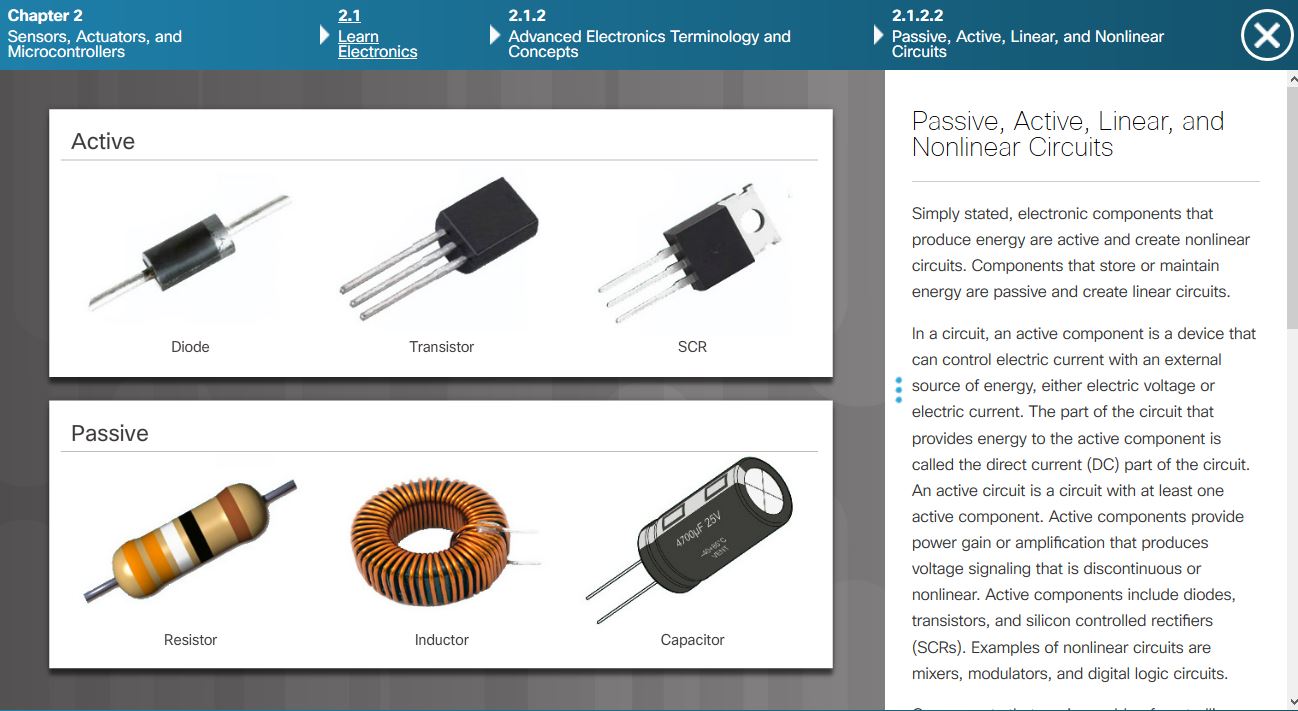 Chapter 2
Sensors, Actuators, and
Microcontrollers
2.1
Learn
Electronics
2.1.2
Advanced Electronics Terminology and
Concepts
2.1.2.2
Passive, Active, Linear, and Nonlinear
Circuits
Active
Diode
Transistor
SCR
Passive
4700µF 25V
-40+85°C
VENT
Resistor
Inductor
Capacitor
Passive, Active, Linear, and
Nonlinear Circuits
Simply stated, electronic components that
produce energy are active and create nonlinear
circuits. Components that store or maintain
energy are passive and create linear circuits.
In a circuit, an active component is a device that
can control electric current with an external
source of energy, either electric voltage or
electric current. The part of the circuit that
provides energy to the active component is
called the direct current (DC) part of the circuit.
An active circuit is a circuit with at least one
active component. Active components provide
power gain or amplification that produces
voltage signaling that is discontinuous or
nonlinear. Active components include diodes,
transistors, and silicon controlled rectifiers
(SCRs). Examples of nonlinear circuits are
mixers, modulators, and digital logic circuits.